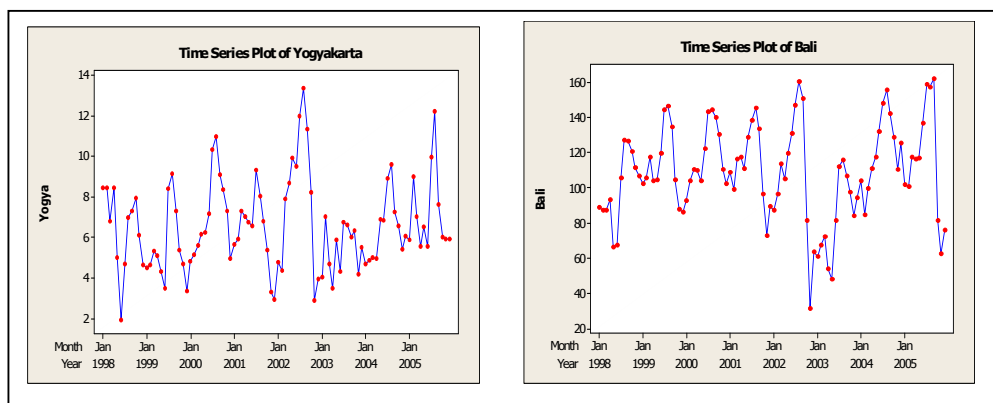 Time Series Plot of Yogyakarta
14
12
10
8
6
4
2
Yogya
Month Jan Jan Jan Jan Jan Jan Jan Jan
Year 1998 1999 2000 2001 2002 2003 2004 2005
Time Series Plot of Bali
160
140
120
100
80
60
40
20
Bali
Month Jan Jan Jan Jan Jan Jan Jan Jan
Year 1998 1999 2000 2001 2002 2003 2004 2005